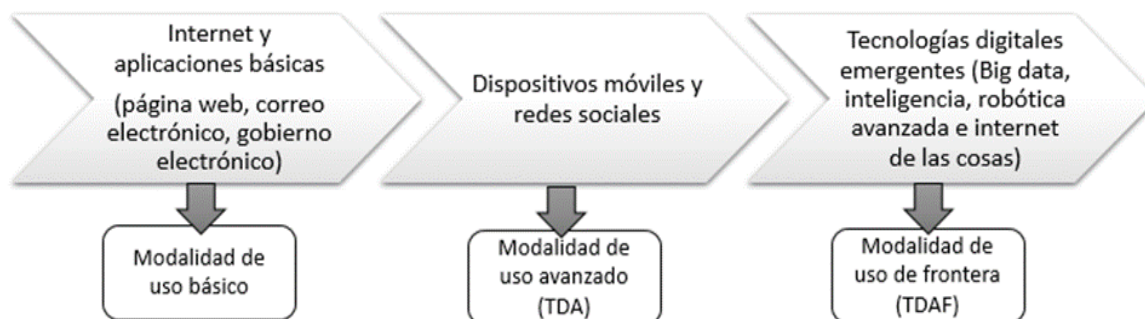 Internet y
aplicaciones básicas
(página web, correo
electrónico, gobierno
electrónico)
Modalidad de
uso básico
Dispositivos móviles y
redes sociales
Modalidad de
uso avanzado
(TDA)
Tecnologías digitales
emergentes (Big data,
inteligencia, robótica
avanzada e internet
de las cosas)
Modalidad de
uso de frontera
(TDAF)